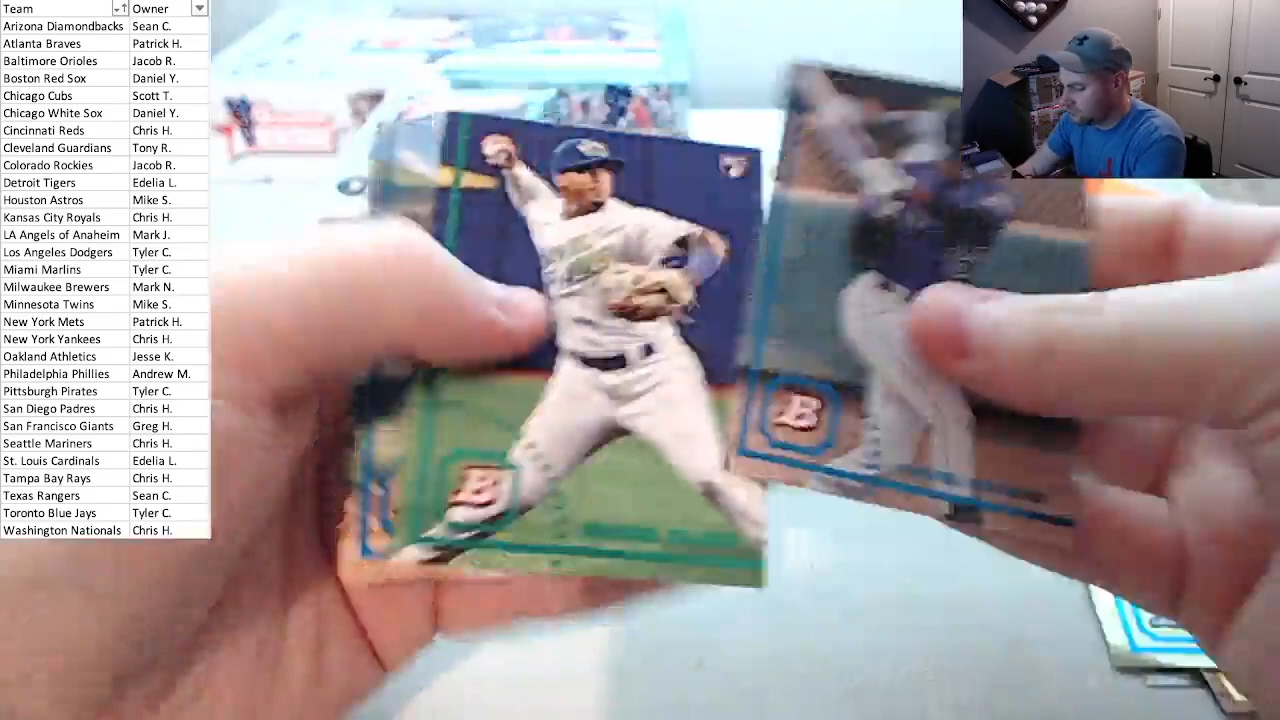 Team Owner
Arizona Diamondbacks Sean C.
Atlanta Braves Patrick H.
Baltimore Orioles Jacob R.
Boston Red Sox Daniel Y.
Chicago Cubs Scott T.
Chicago White Sox Daniel Y.
Cincinnati Reds Chris H.
Cleveland Guardians Tony R.
Colorado Rockies Jacob R.
Detroit Tigers Edelia L.
Houston Astros Mike S.
Kansas City Royals Chris H.
LA Angels of Anaheim Mark J.
Los Angeles Dodgers Tyler C.
Miami Marlins Tyler C.
Milwaukee Brewers Mark N.
Minnesota Twins Mike S.
New York Mets Patrick H.
New York Yankees Chris H.
Oakland Athletics Jesse K.
Philadelphia Phillies Andrew M.
Pittsburgh Pirates Tyler C.
San Diego Padres Chris H.
San Francisco Giants Greg H.
Seattle Mariners Chris H.
St. Louis Cardinals Edelia L.
Tampa Bay Rays Chris H.
Texas Rangers Sean C.
Toronto Blue Jays Tyler C.
Washington Nationals Chris H.
B
B